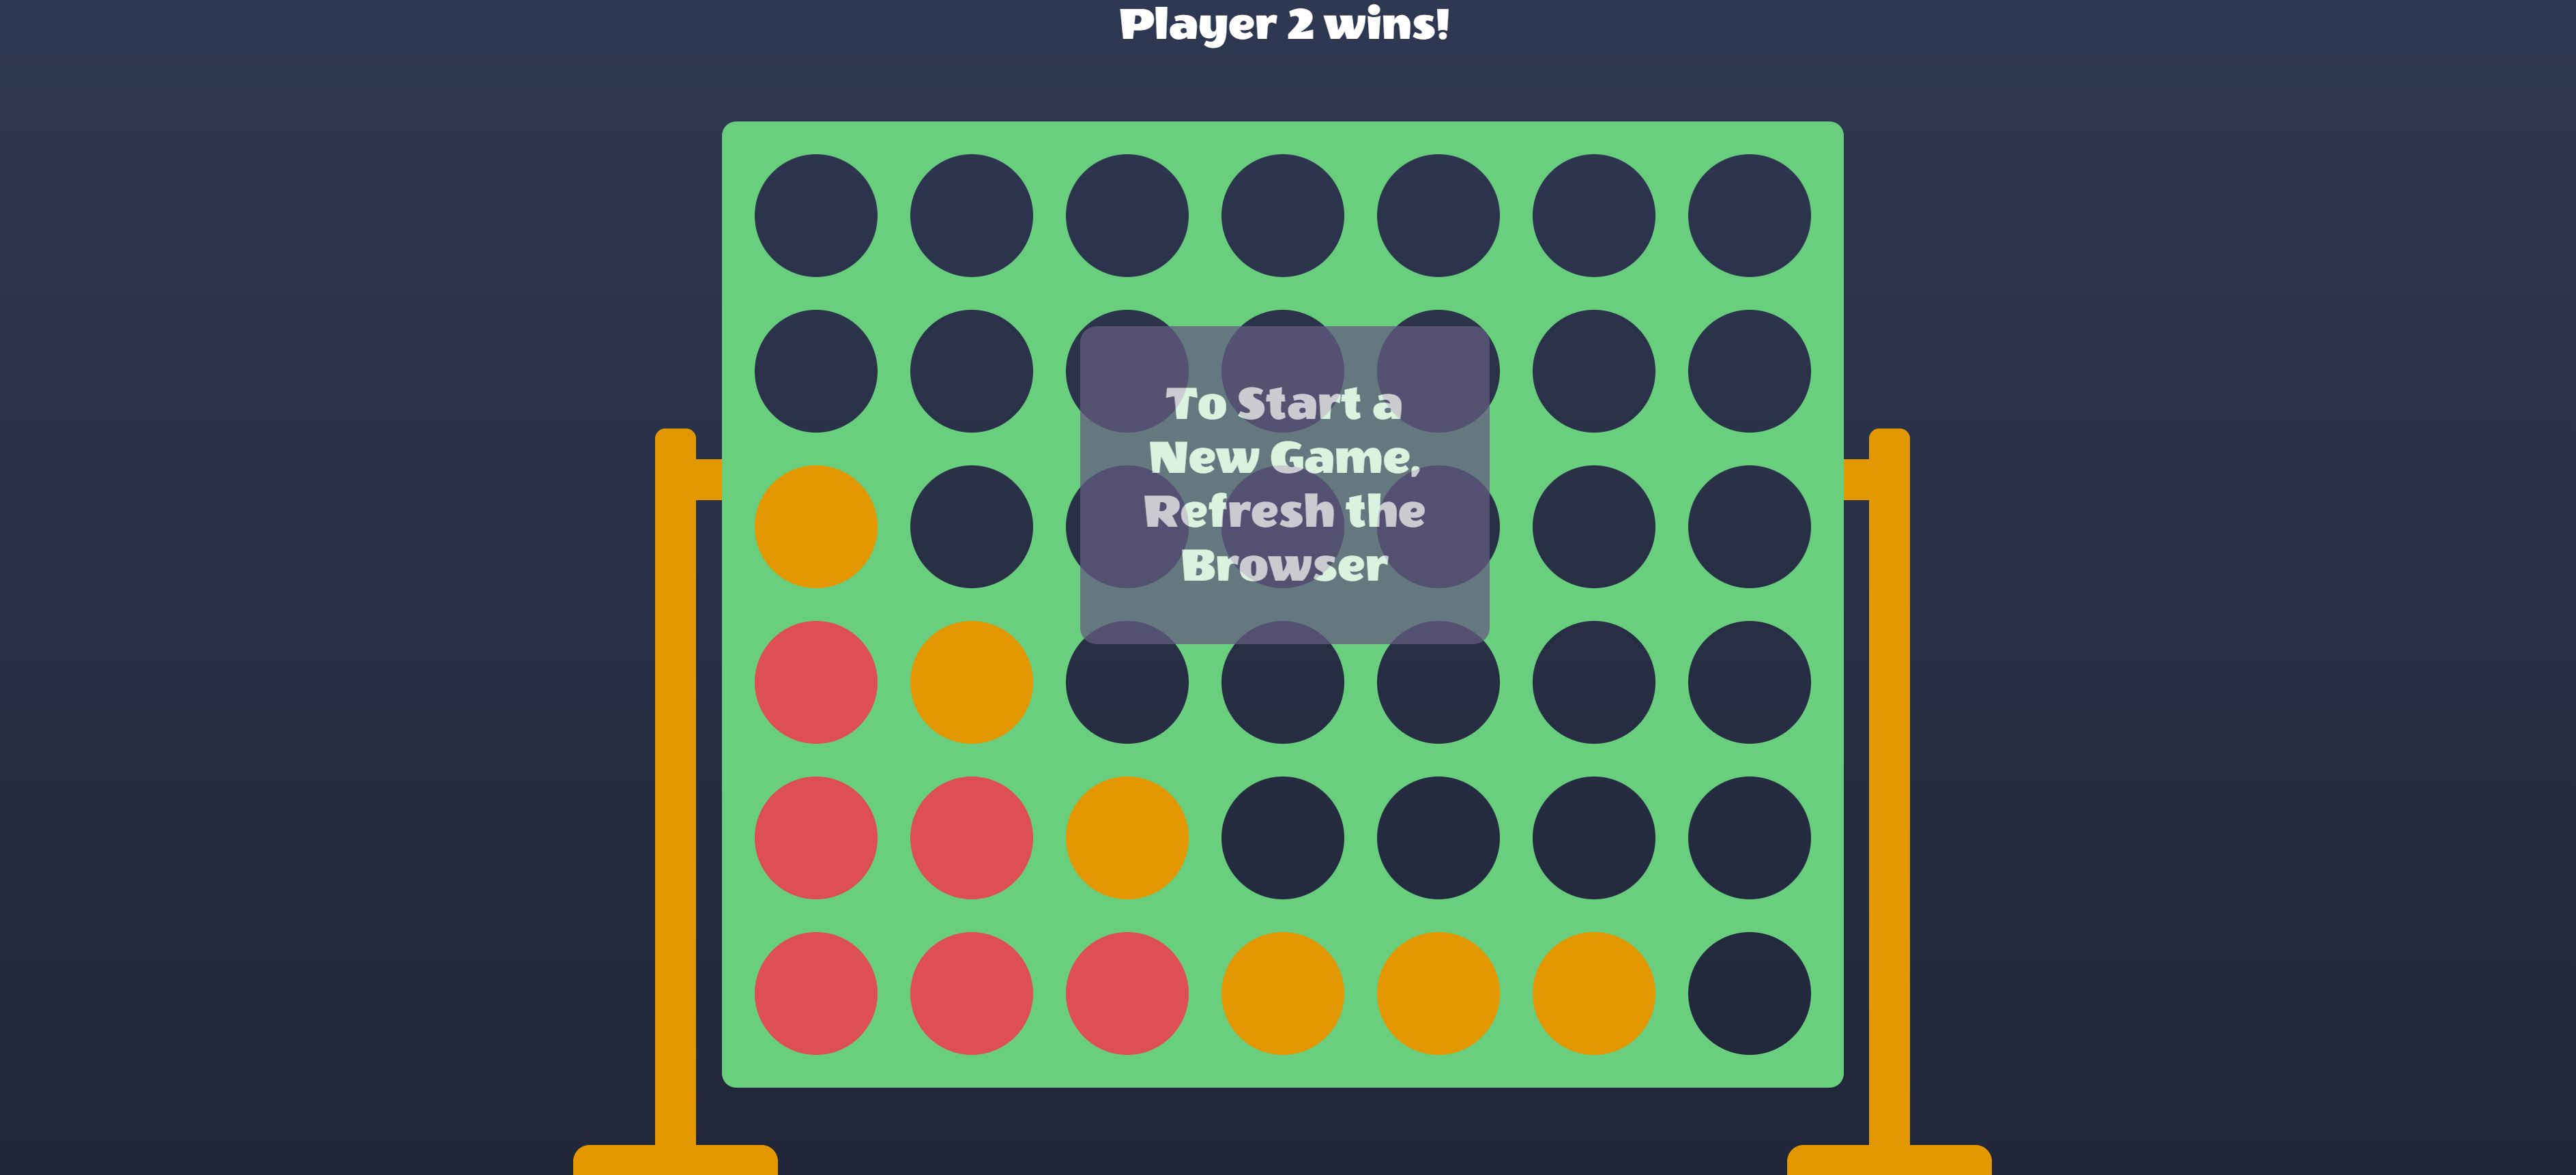 Player 2 wins!
To Start a
New Game,
Refresh the
Browser